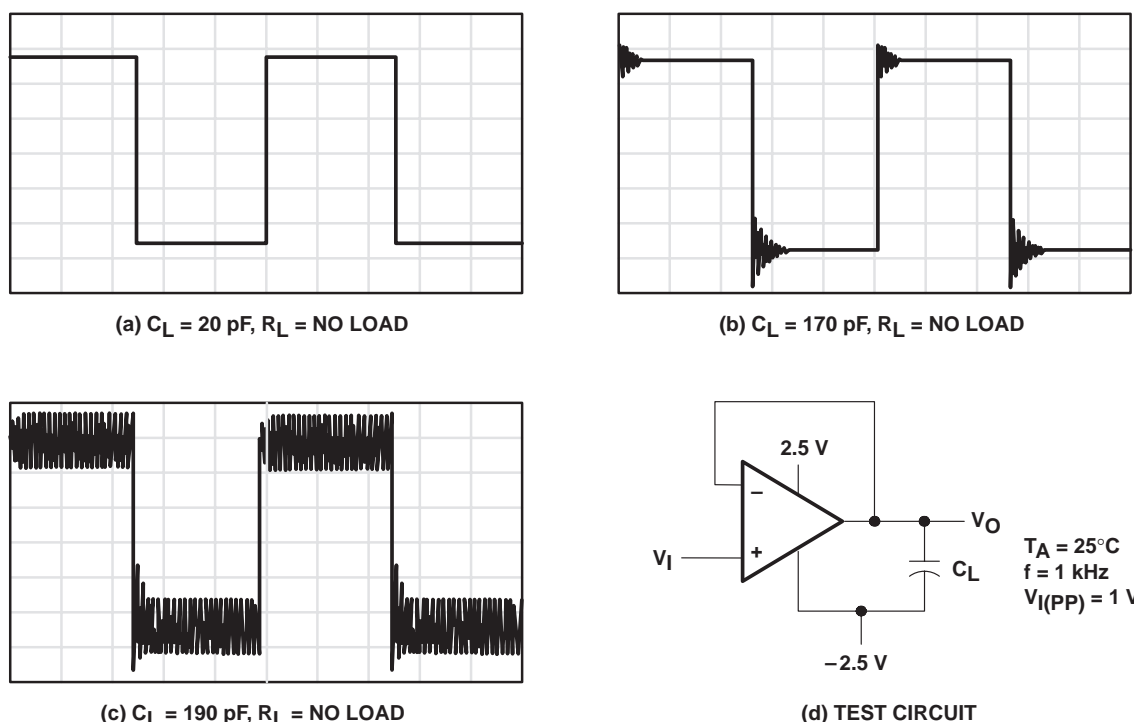 (a) CL = 20 pF, RL = NO LOAD
(b) CL = 170 pF, RL = NO LOAD
2.5 V
−
VI
+
VO
CL
TA = 25°C
f = 1 kHz
VI(PP) = 1 V
−2.5 V
(c) CL = 190 pF, RL = NO LOAD
(d) TEST CIRCUIT